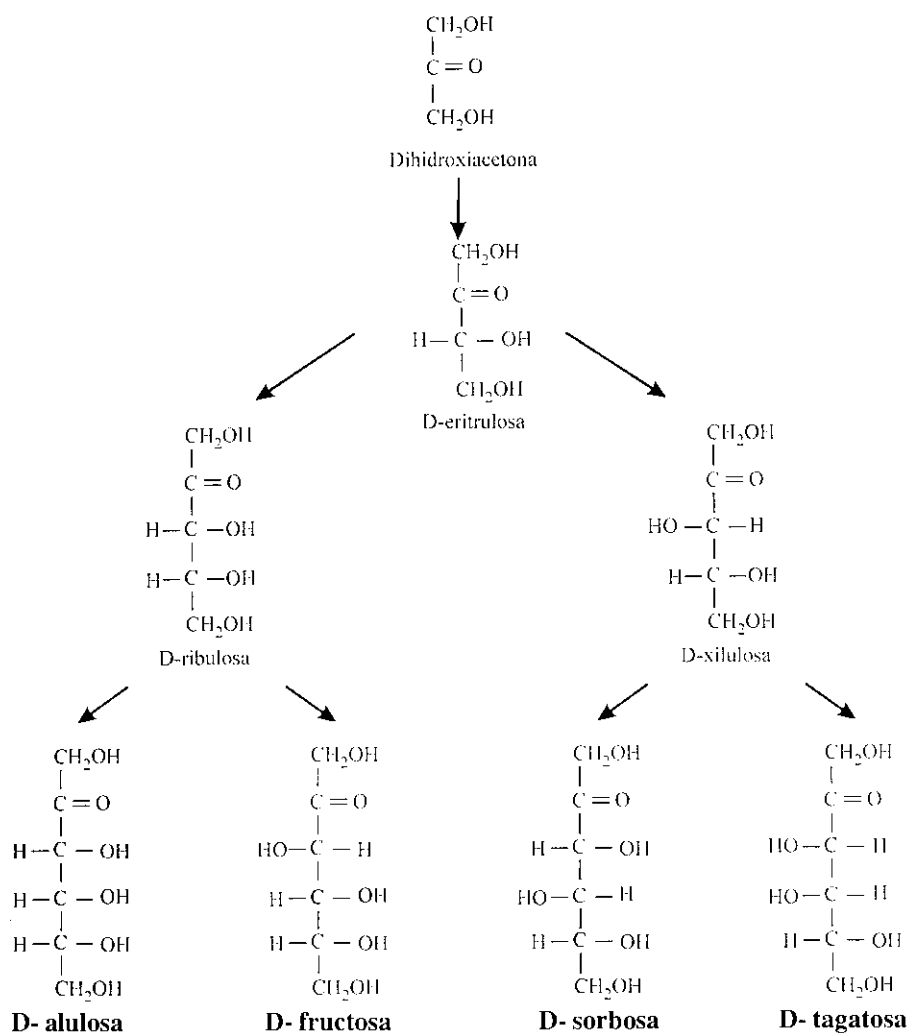 CH₂OH
C=O
CH₂OH
Dihidroxiacetona
CH₂OH
C=O
H–C–OH
CH₂OH
D-eritrulosa
CH₂OH
C=O
H–C–OH
H–C–OH
CH₂OH
D-ribulosa
CH₂OH
C=O
HO–C–H
H–C–OH
CH₂OH
D-xilulosa
CH₂OH
C=O
H–C–OH
H–C–OH
H–C–OH
CH₂OH
D- alulosa
CH₂OH
C=O
HO–C–H
H–C–OH
H–C–OH
CH₂OH
D- fructosa
CH₂OH
C=O
H–C–OH
HO–C–H
H–C–OH
CH₂OH
D- sorbosa
CH₂OH
C=O
HO–C–H
HO–C–H
H–C–OH
CH₂OH
D- tagatosa